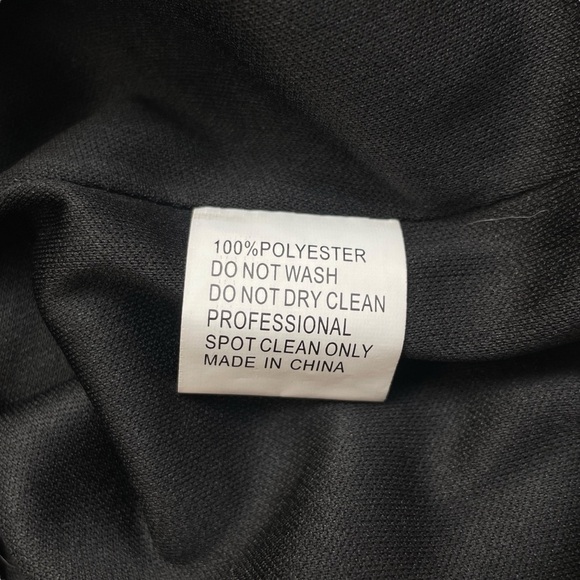 100%POLYESTER
DO NOT WASH
DO NOT DRY CLEAN
PROFESSIONAL
SPOT CLEAN ONLY
MADE IN CHINA